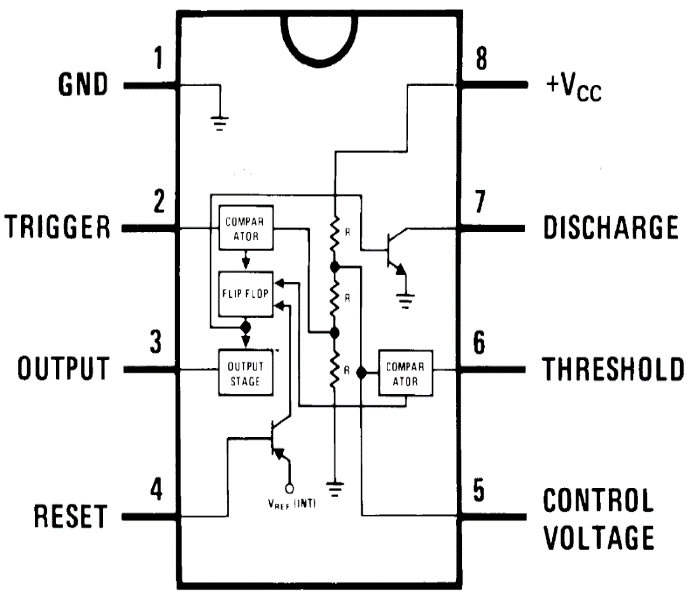 1
GND
8
+VCC
2
TRIGGER
COMPAR
ATOR
R
7
DISCHARGE
FLIP FLOP
R
3
OUTPUT
OUTPUT
STAGE
R
COMPAR
ATOR
6
THRESHOLD
4
RESET
VREF (INT)
5
CONTROL
VOLTAGE